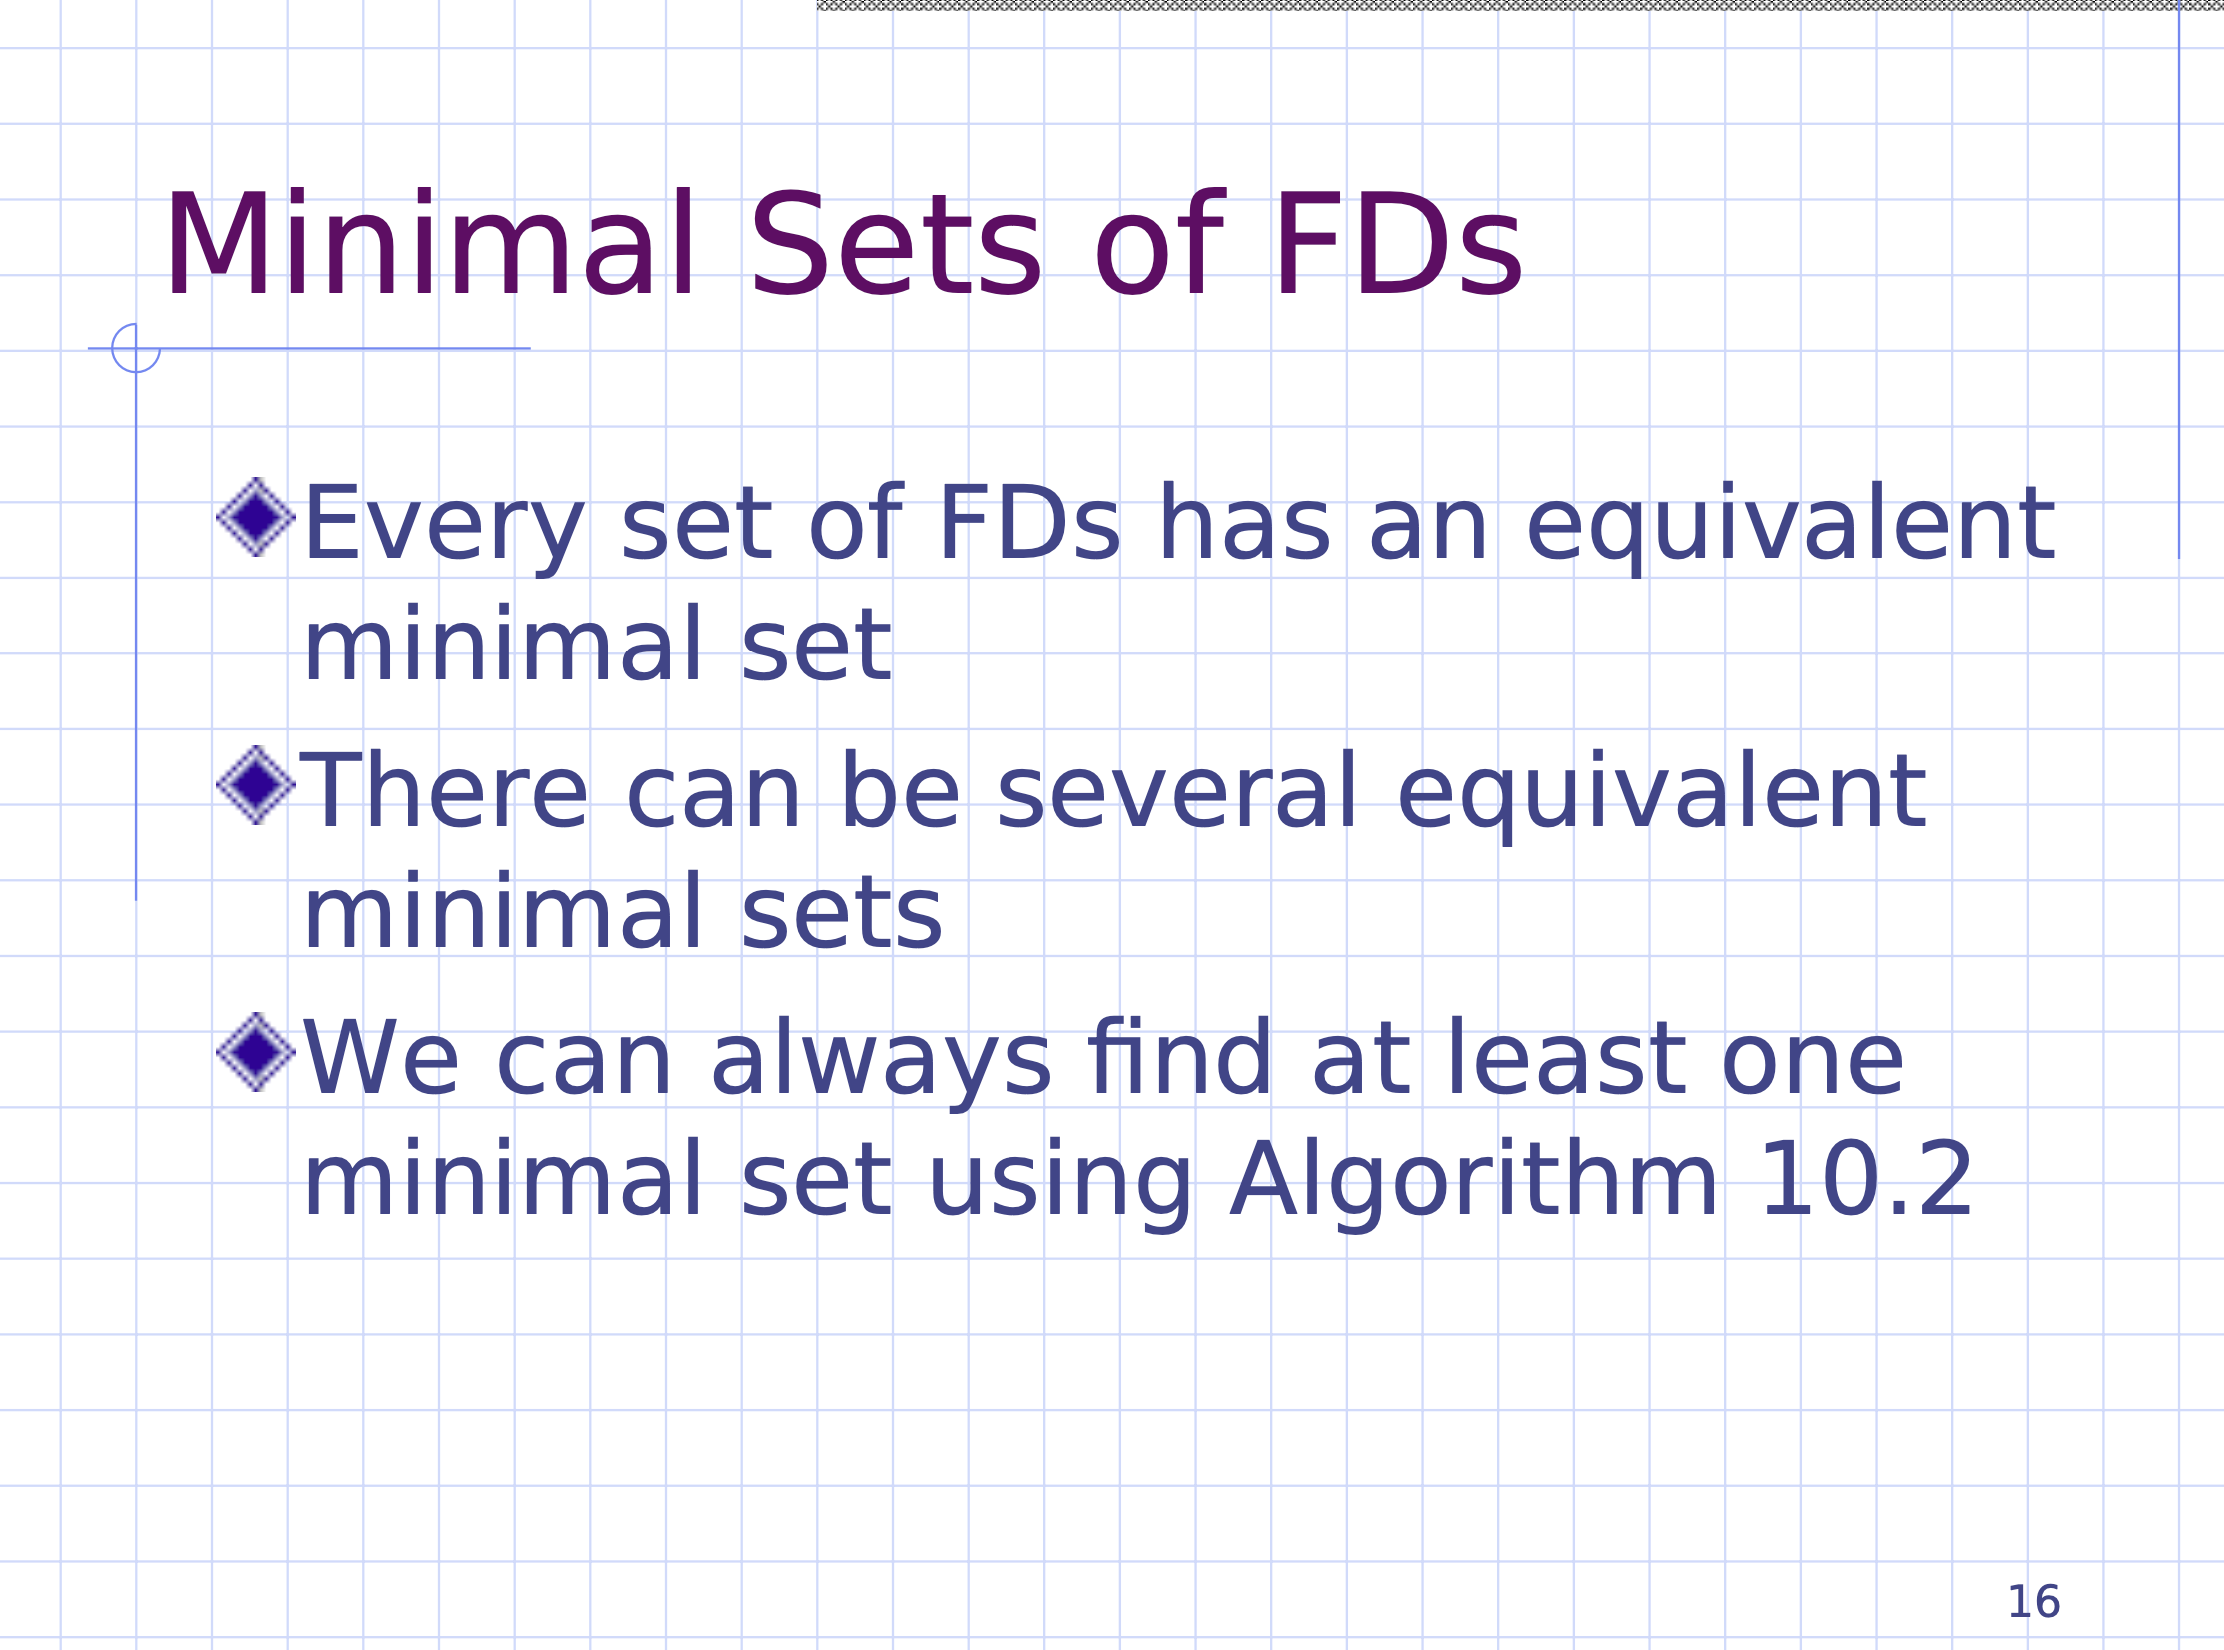 Minimal Sets of FDs
Every set of FDs has an equivalent
minimal set
There can be several equivalent
minimal sets
We can always find at least one
minimal set using Algorithm 10.2
16